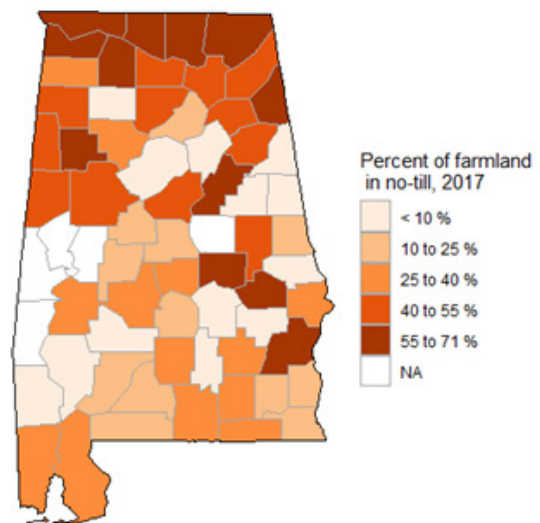 Percent of farmland
in no-till, 2017
< 10 %
10 to 25 %
25 to 40 %
40 to 55 %
55 to 71 %
NA